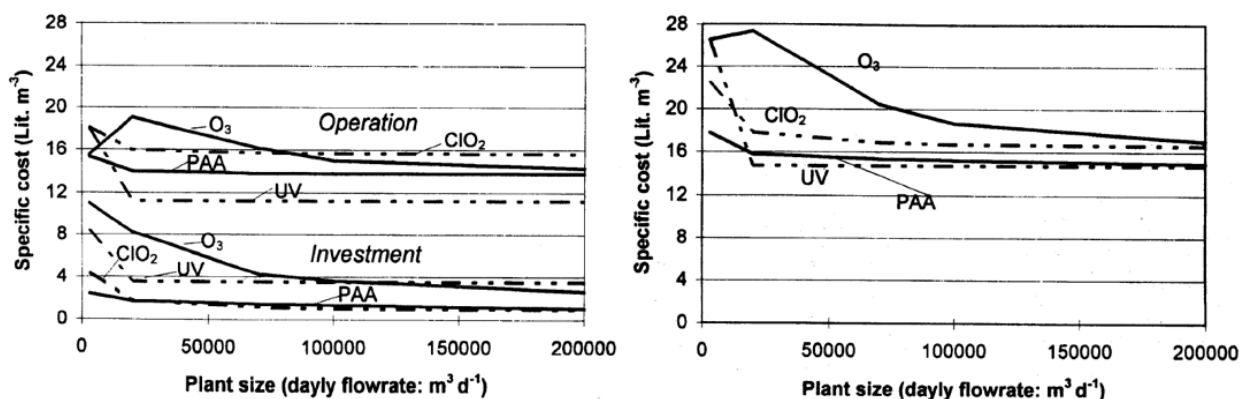 28
24
20
16
12
8
4
0
Specific cost (Lit. m⁻³)
O₃
Operation
ClO₂
PAA
UV
O₃
Investment
ClO₂
UV
PAA
0 50000 100000 150000 200000
Plant size (dayly flowrate: m³ d⁻¹)
28
24
20
16
12
8
4
0
Specific cost (Lit. m⁻³)
O₃
ClO₂
UV
PAA
0 50000 100000 150000 200000
Plant size (dayly flowrate: m³ d⁻¹)